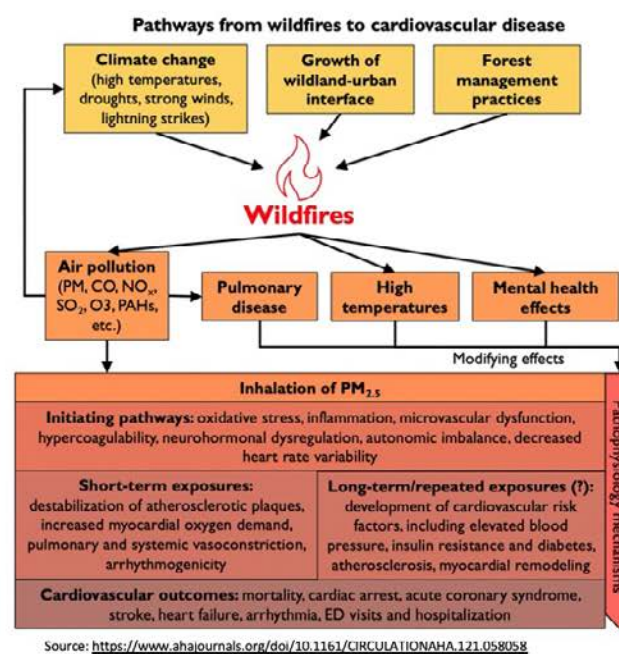 Pathways from wildfires to cardiovascular disease
Climate change
(high temperatures,
droughts, strong winds,
lightning strikes)
Growth of
wildland-urban
interface
Forest
management
practices
Wildfires
Air pollution
(PM, CO, NOₓ,
SO₂, O3, PAHs,
etc.)
Pulmonary
disease
High
temperatures
Mental health
effects
Modifying effects
Inhalation of PM₂.₅
Initiating pathways: oxidative stress, inflammation, microvascular dysfunction,
hypercoagulability, neurohormonal dysregulation, autonomic imbalance, decreased
heart rate variability
Short-term exposures:
destabilization of atherosclerotic plaques,
increased myocardial oxygen demand,
pulmonary and systemic vasoconstriction,
arrhythmogenicity
Long-term/repeated exposures (?):
development of cardiovascular risk
factors, including elevated blood
pressure, insulin resistance and diabetes,
atherosclerosis, myocardial remodeling
Cardiovascular outcomes: mortality, cardiac arrest, acute coronary syndrome,
stroke, heart failure, arrhythmia, ED visits and hospitalization
Pathophysiology mechanisms
Source: https://www.ahajournals.org/doi/10.1161/CIRCULATIONAHA.121.058058